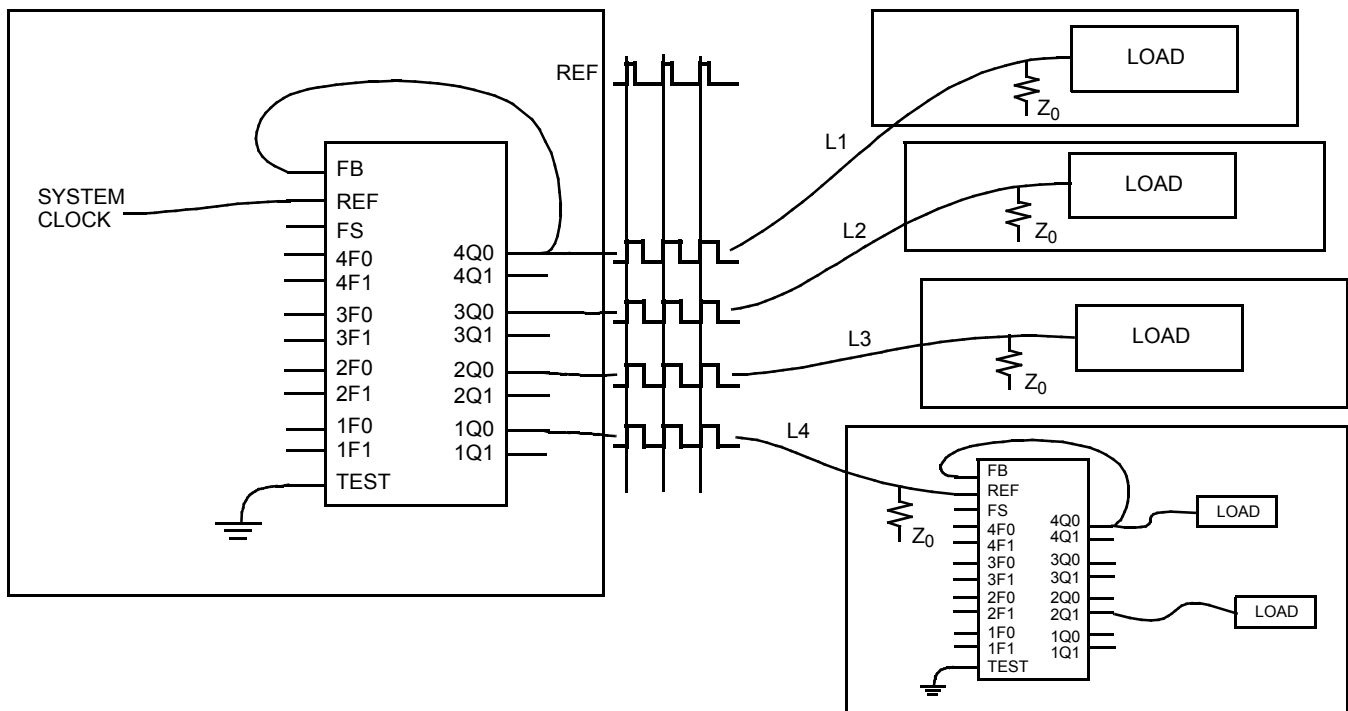 REF
SYSTEM
CLOCK
FB
REF
FS
4F0
4F1
3F0
3F1
2F0
2F1
1F0
1F1
TEST
4Q0
4Q1
3Q0
3Q1
2Q0
2Q1
1Q0
1Q1
L1
L2
L3
L4
LOAD
Z0
LOAD
Z0
LOAD
Z0
Z0
FB
REF
FS
4F0
4F1
3F0
3F1
2F0
2F1
1F0
1F1
TEST
4Q0
4Q1
3Q0
3Q1
2Q0
2Q1
1Q0
1Q1
LOAD
LOAD